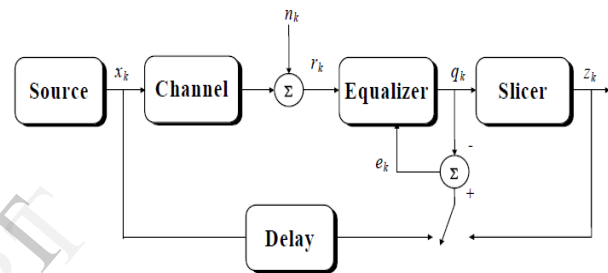 n_k
x_k
r_k
q_k
z_k
Source
Channel
Σ
Equalizer
Slicer
-
e_k
Σ
+
Delay